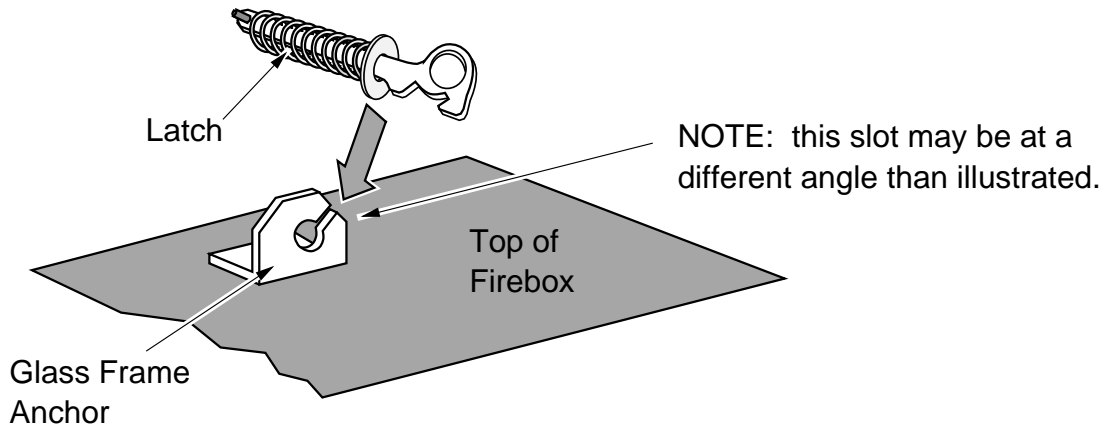 Latch
NOTE:  this slot may be at a
different angle than illustrated.
Top of
Firebox
Glass Frame
Anchor